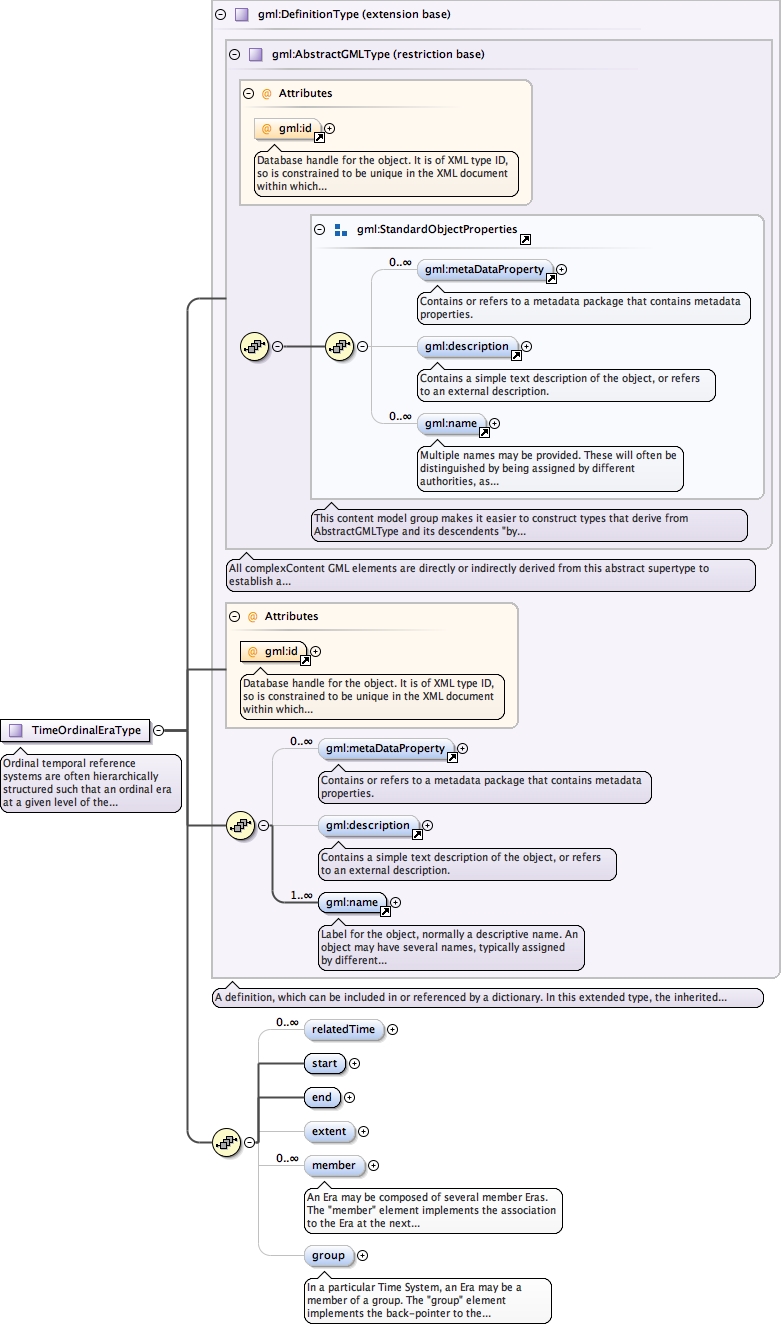 gml:DefinitionType (extension base)
gml:AbstractGMLType (restriction base)
@ Attributes
@ gml:id
Database handle for the object. It is of XML type ID,
so is constrained to be unique in the XML document
within which...
gml:StandardObjectProperties
0..∞
gml:metaDataProperty
Contains or refers to a metadata package that contains metadata
properties.
gml:description
Contains a simple text description of the object, or refers
to an external description.
0..∞
gml:name
Multiple names may be provided. These will often be
distinguished by being assigned by different
authorities, as...
This content model group makes it easier to construct types that derive from
AbstractGMLType and its descendents "by...
All complexContent GML elements are directly or indirectly derived from this abstract supertype to
establish a...
@ Attributes
@ gml:id
Database handle for the object. It is of XML type ID,
so is constrained to be unique in the XML document
within which...
TimeOrdinalEraType
Ordinal temporal reference
systems are often hierarchically
structured such that an ordinal era
at a given level of the...
0..∞
gml:metaDataProperty
Contains or refers to a metadata package that contains metadata
properties.
gml:description
Contains a simple text description of the object, or refers
to an external description.
1..∞
gml:name
Label for the object, normally a descriptive name. An
object may have several names, typically assigned
by different...
A definition, which can be included in or referenced by a dictionary. In this extended type, the inherited...
0..∞
relatedTime
start
end
extent
0..∞
member
An Era may be composed of several member Eras.
The "member" element implements the association
to the Era at the next...
group
In a particular Time System, an Era may be a
member of a group. The "group" element
implements the back-pointer to the...